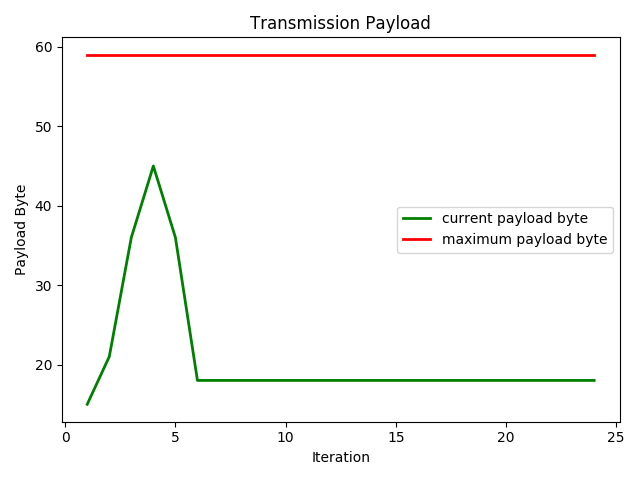 Transmission Payload
60
50
40
30
20
Payload Byte
current payload byte
maximum payload byte
0 5 10 15 20 25
Iteration